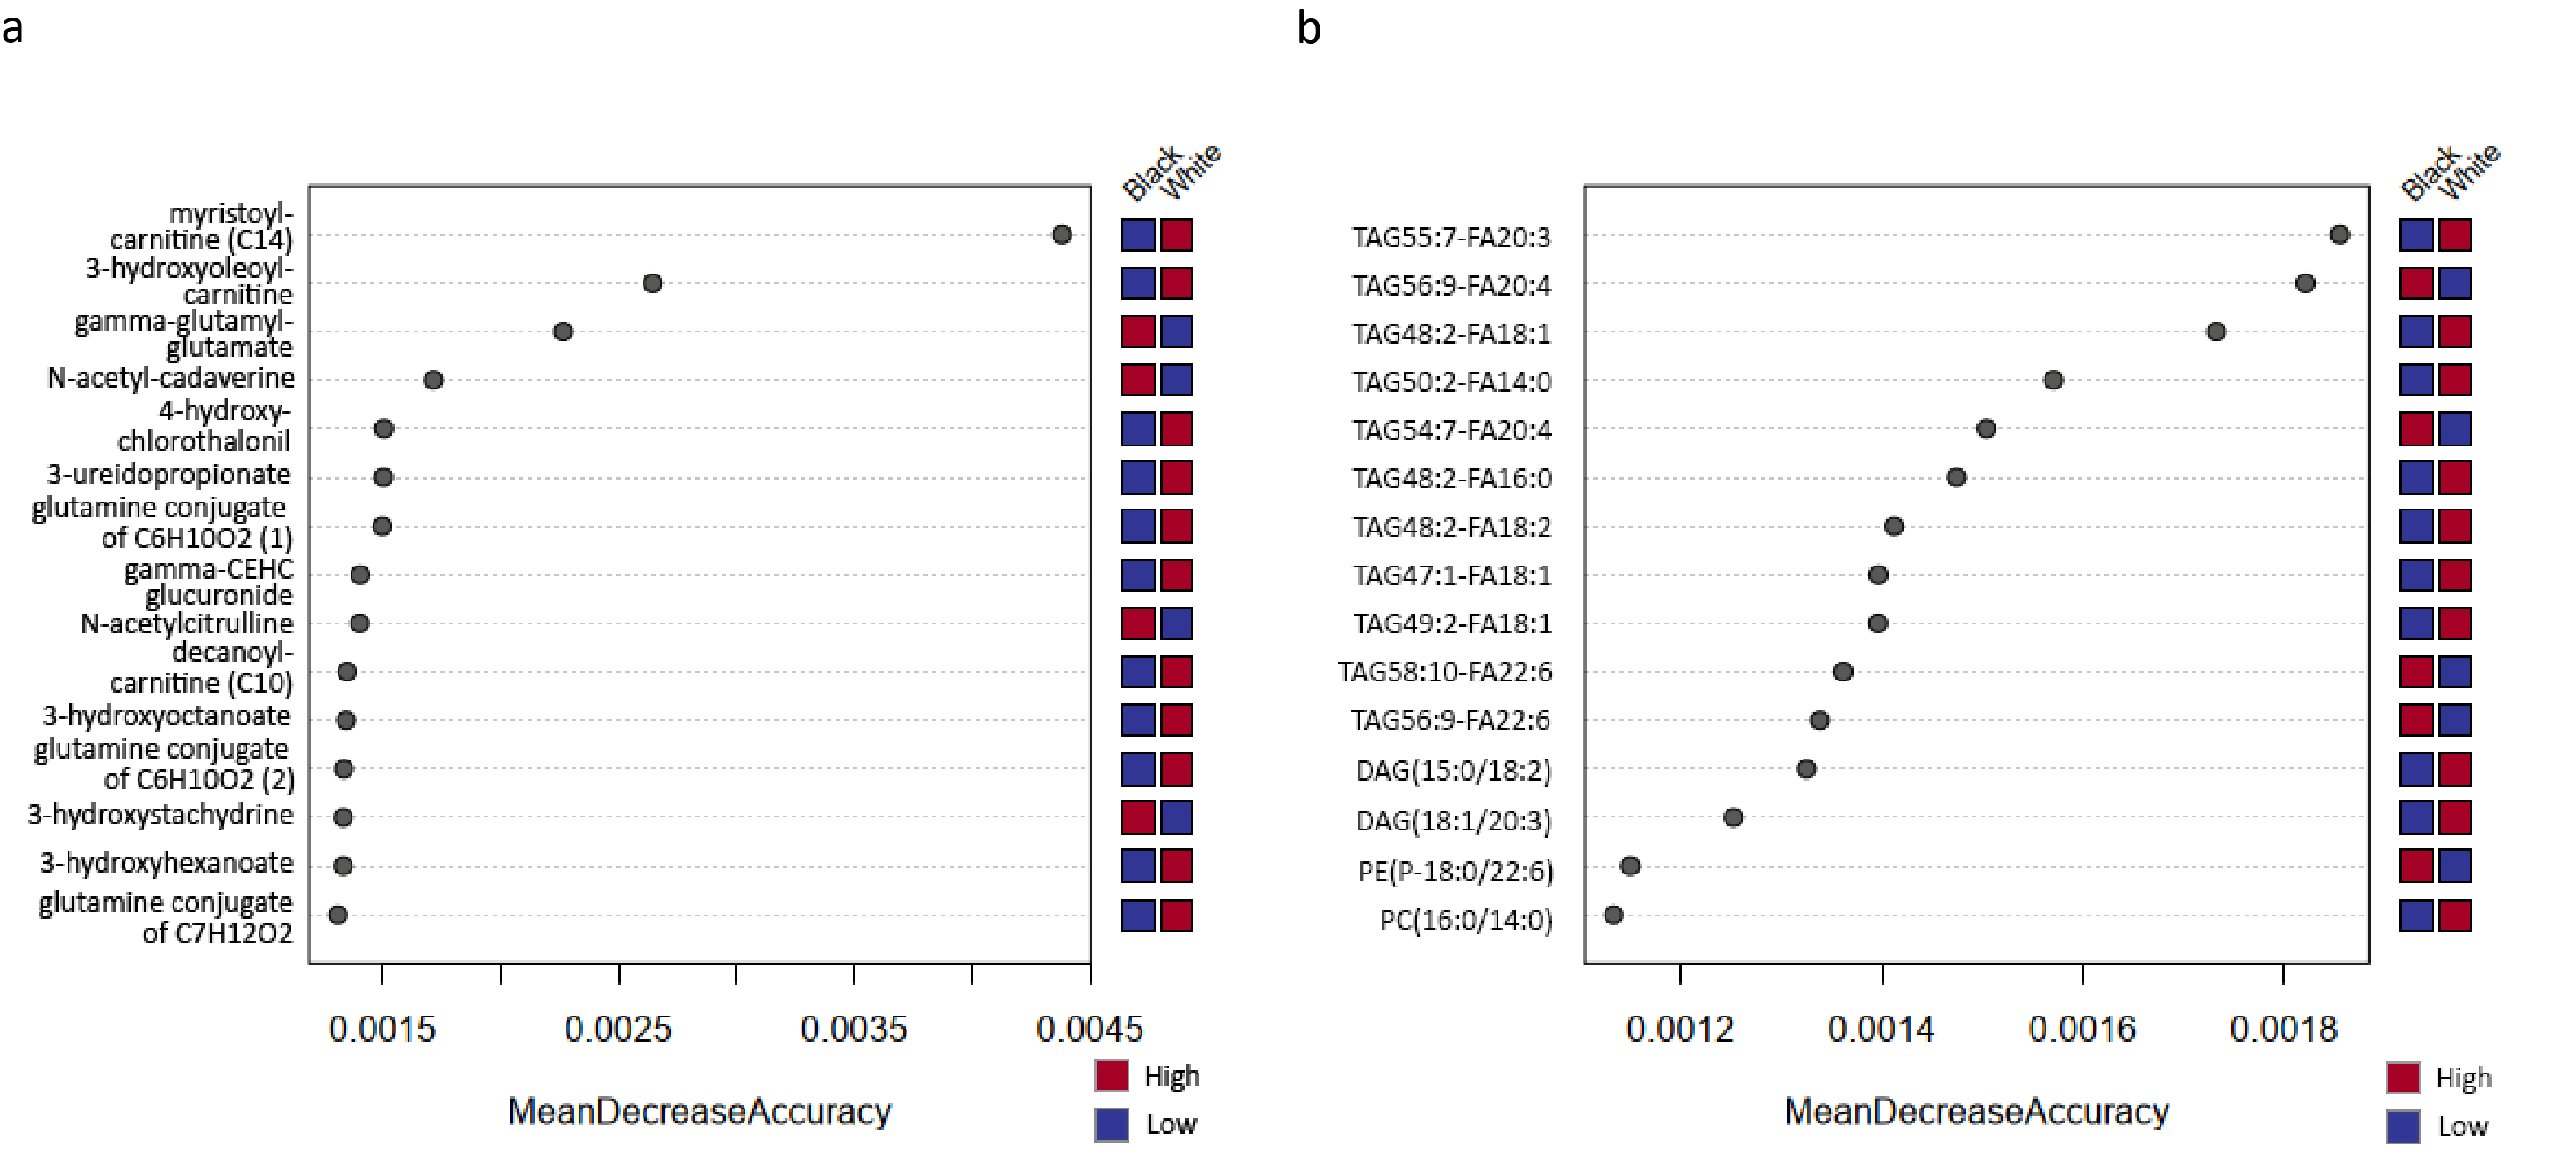 a
Black
White
myristoyl-
carnitine (C14)
3-hydroxyoleoyl-
carnitine
gamma-glutamyl-
glutamate
N-acetyl-cadaverine
4-hydroxy-
chlorothalonil
3-ureidopropionate
glutamine conjugate
of C6H10O2 (1)
gamma-CEHC
glucuronide
N-acetylcitrulline
decanoyl-
carnitine (C10)
3-hydroxyoctanoate
glutamine conjugate
of C6H10O2 (2)
3-hydroxystachydrine
3-hydroxyhexanoate
glutamine conjugate
of C7H12O2
0.0015 0.0025 0.0035 0.0045
MeanDecreaseAccuracy
High
Low
b
Black
White
TAG55:7-FA20:3
TAG56:9-FA20:4
TAG48:2-FA18:1
TAG50:2-FA14:0
TAG54:7-FA20:4
TAG48:2-FA16:0
TAG48:2-FA18:2
TAG47:1-FA18:1
TAG49:2-FA18:1
TAG58:10-FA22:6
TAG56:9-FA22:6
DAG(15:0/18:2)
DAG(18:1/20:3)
PE(P-18:0/22:6)
PC(16:0/14:0)
0.0012 0.0014 0.0016 0.0018
MeanDecreaseAccuracy
High
Low